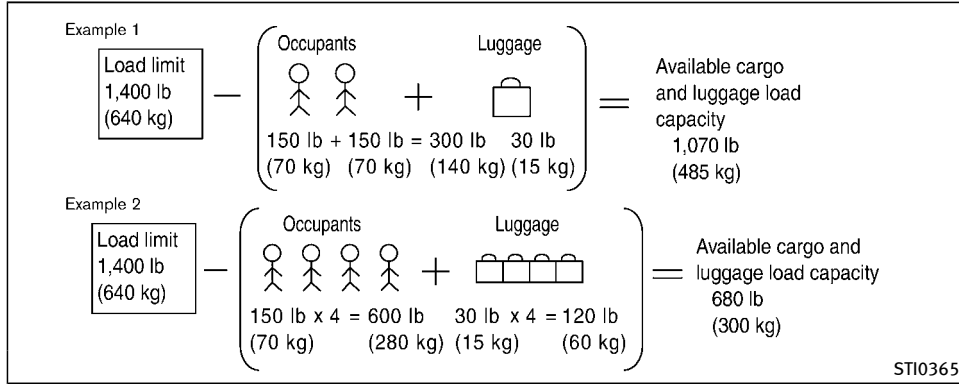 Example 1
Load limit
1,400 lb
(640 kg)
−
Occupants
+
Luggage
150 lb + 150 lb = 300 lb 30 lb
(70 kg) (70 kg) (140 kg) (15 kg)
=
Available cargo
and luggage load
capacity
1,070 lb
(485 kg)
Example 2
Load limit
1,400 lb
(640 kg)
−
Occupants
+
Luggage
150 lb x 4 = 600 lb 30 lb x 4 = 120 lb
(70 kg) (280 kg) (15 kg) (60 kg)
=
Available cargo and
luggage load capacity
680 lb
(300 kg)
STI0365